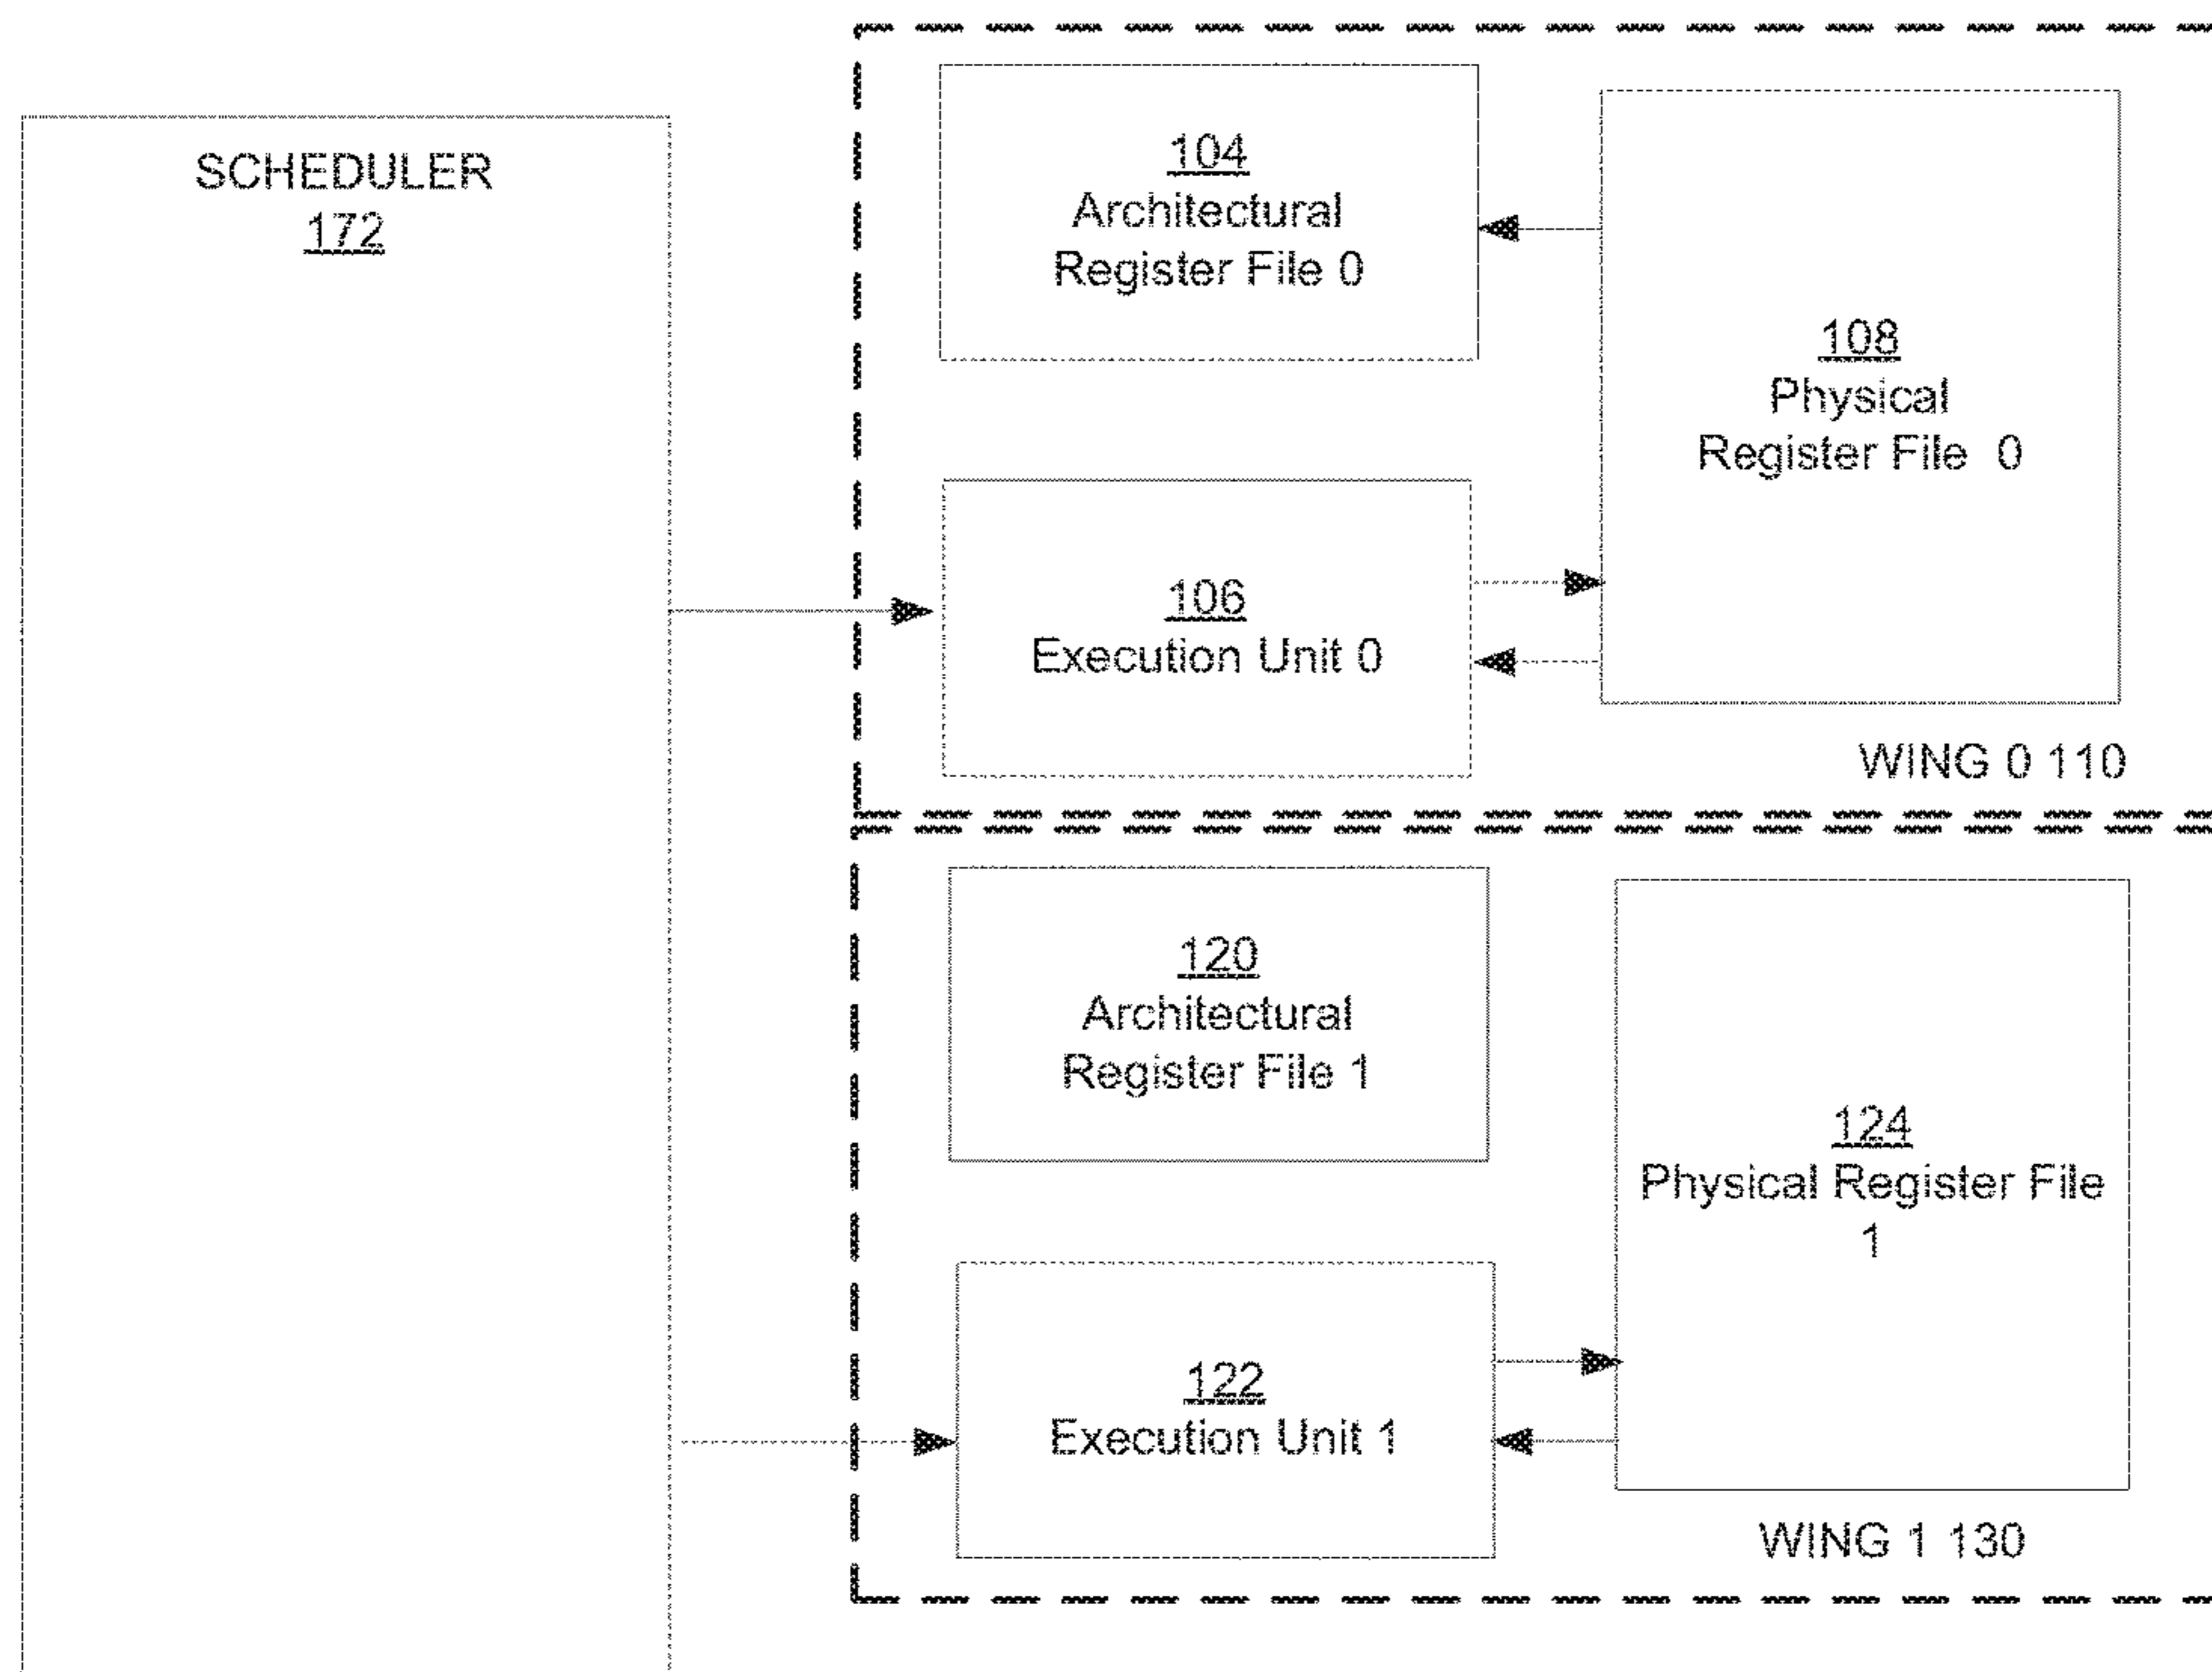 SCHEDULER
172
104
Architectural
Register File 0
108
Physical
Register File 0
106
Execution Unit 0
WING 0 110
120
Architectural
Register File 1
124
Physical Register File
1
122
Execution Unit 1
WING 1 130